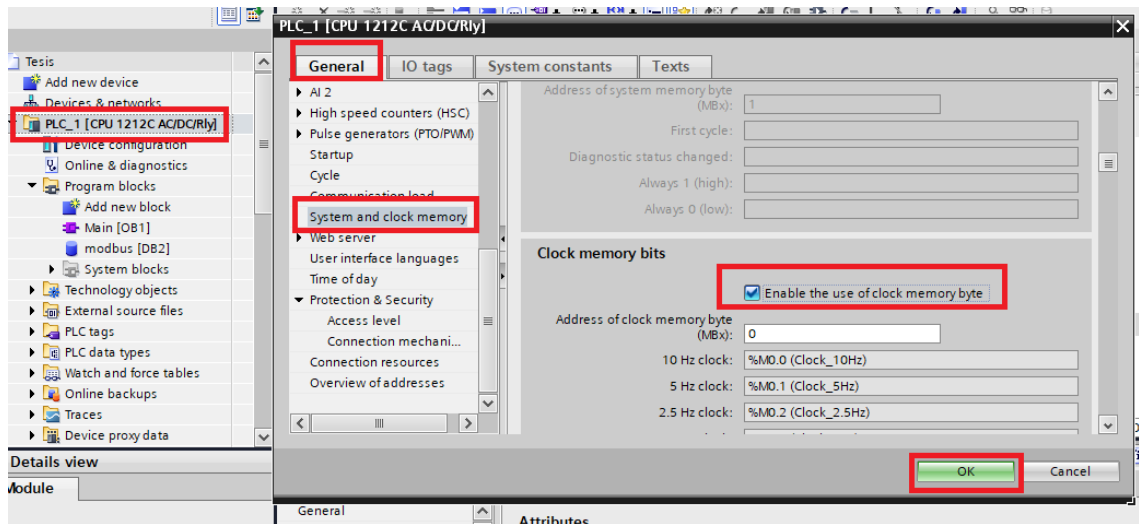 PLC_1 [CPU 1212C AC/DC/Rly]
Tesis
Add new device
Devices & networks
PLC_1 [CPU 1212C AC/DC/Rly]
Device configuration
Online & diagnostics
Program blocks
Add new block
Main [OB1]
modbus [DB2]
System blocks
Technology objects
External source files
PLC tags
PLC data types
Watch and force tables
Online backups
Traces
Device proxy data
Details view
Module
General
IO tags
System constants
Texts
AI 2
High speed counters (HSC)
Pulse generators (PTO/PWM)
Startup
Cycle
Communication load
System and clock memory
Web server
User interface languages
Time of day
Protection & Security
Access level
Connection mechani...
Connection resources
Overview of addresses
Address of system memory byte
(MBx): 1
First cycle:
Diagnostic status changed:
Always 1 (high):
Always 0 (low):
Clock memory bits
Enable the use of clock memory byte
Address of clock memory byte
(MBx): 0
10 Hz clock: %M0.0 (Clock_10Hz)
5 Hz clock: %M0.1 (Clock_5Hz)
2.5 Hz clock: %M0.2 (Clock_2.5Hz)
OK
Cancel
General
Attributes